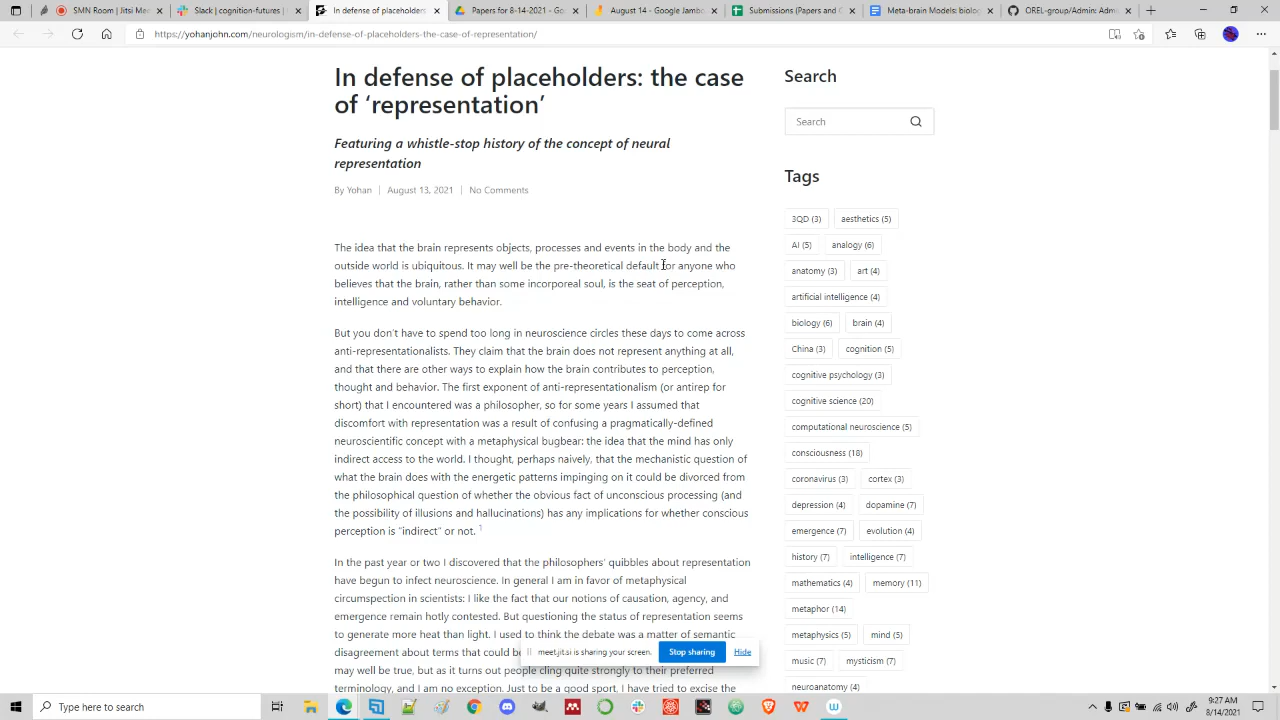 SMN Room | Jitsi Mee
Slack | cognition-futures |
In defense of placeholders
Papers for 8-14-2021 - G
August 14 - Google Jambo
Submissions (Papers and
Meta-brain Models: biolog
OREL-group/Admin: Adm
https://yohanjohn.com/neurologism/in-defense-of-placeholders-the-case-of-representation/
In defense of placeholders: the case
of ‘representation’
Featuring a whistle-stop history of the concept of neural
representation
By Yohan | August 13, 2021 | No Comments
The idea that the brain represents objects, processes and events in the body and the
outside world is ubiquitous. It may well be the pre-theoretical default for anyone who
believes that the brain, rather than some incorporeal soul, is the seat of perception,
intelligence and voluntary behavior.
But you don’t have to spend too long in neuroscience circles these days to come across
anti-representationalists. They claim that the brain does not represent anything at all,
and that there are other ways to explain how the brain contributes to perception,
thought and behavior. The first exponent of anti-representationalism (or antirep for
short) that I encountered was a philosopher, so for some years I assumed that
discomfort with representation was a result of confusing a pragmatically-defined
neuroscientific concept with a metaphysical bugbear: the idea that the mind has only
indirect access to the world. I thought, perhaps naively, that the mechanistic question of
what the brain does with the energetic patterns impinging on it could be divorced from
the philosophical question of whether the obvious fact of unconscious processing (and
the possibility of illusions and hallucinations) has any implications for whether conscious
perception is “indirect” or not. 1
In the past year or two I discovered that the philosophers’ quibbles about representation
have begun to infect neuroscience. In general I am in favor of metaphysical
circumspection in scientists: I like the fact that our notions of causation, agency, and
emergence remain hotly contested. But questioning the status of representation seems
to generate more heat than light. I used to think the debate was a matter of semantic
disagreement about terms that could be
may well be true, but as it turns out people cling quite strongly to their preferred
terminology, and I am no exception. Just to be a good sport, I have tried to excise the
Search
Search
Tags
3QD (3) aesthetics (5)
AI (5) analogy (6)
anatomy (3) art (4)
artificial intelligence (4)
biology (6) brain (4)
China (3) cognition (5)
cognitive psychology (3)
cognitive science (20)
computational neuroscience (5)
consciousness (18)
coronavirus (3) cortex (3)
depression (4) dopamine (7)
emergence (7) evolution (4)
history (7) intelligence (7)
mathematics (4) memory (11)
metaphor (14)
metaphysics (5) mind (5)
music (7) mysticism (7)
neuroanatomy (4)
meet.jit.si is sharing your screen. Stop sharing Hide
Type here to search
9:27 AM
8/14/2021